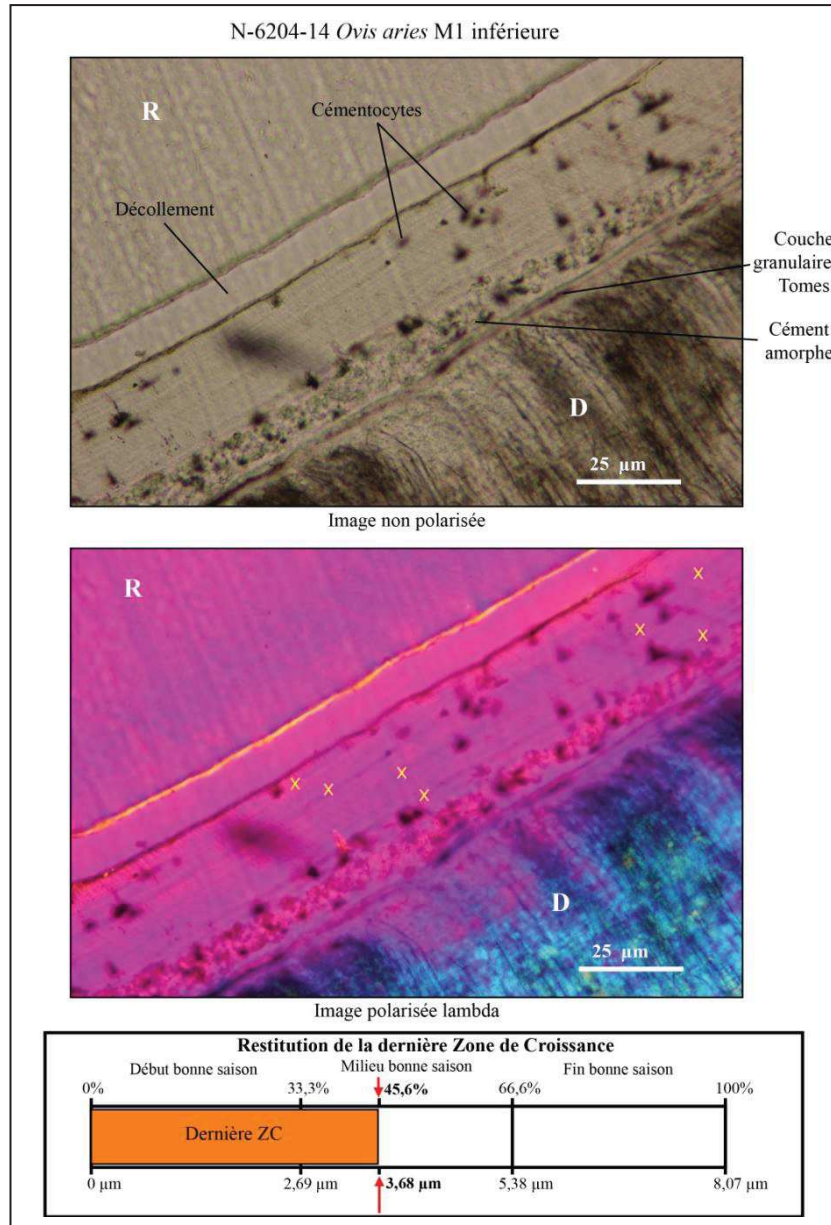 N-6204-14 Ovis aries M1 inférieure
R
Cémentocytes
Décollement
Couche
granulaire
Tomes
Cément
amorphe
D
25 µm
Image non polarisée
R
x
x
x
x
x
x
x
D
25 µm
Image polarisée lambda
Restitution de la dernière Zone de Croissance
Début bonne saison Milieu bonne saison Fin bonne saison
0% 33,3% 45,6% 66,6% 100%
Dernière ZC
0 µm 2,69 µm 3,68 µm 5,38 µm 8,07 µm